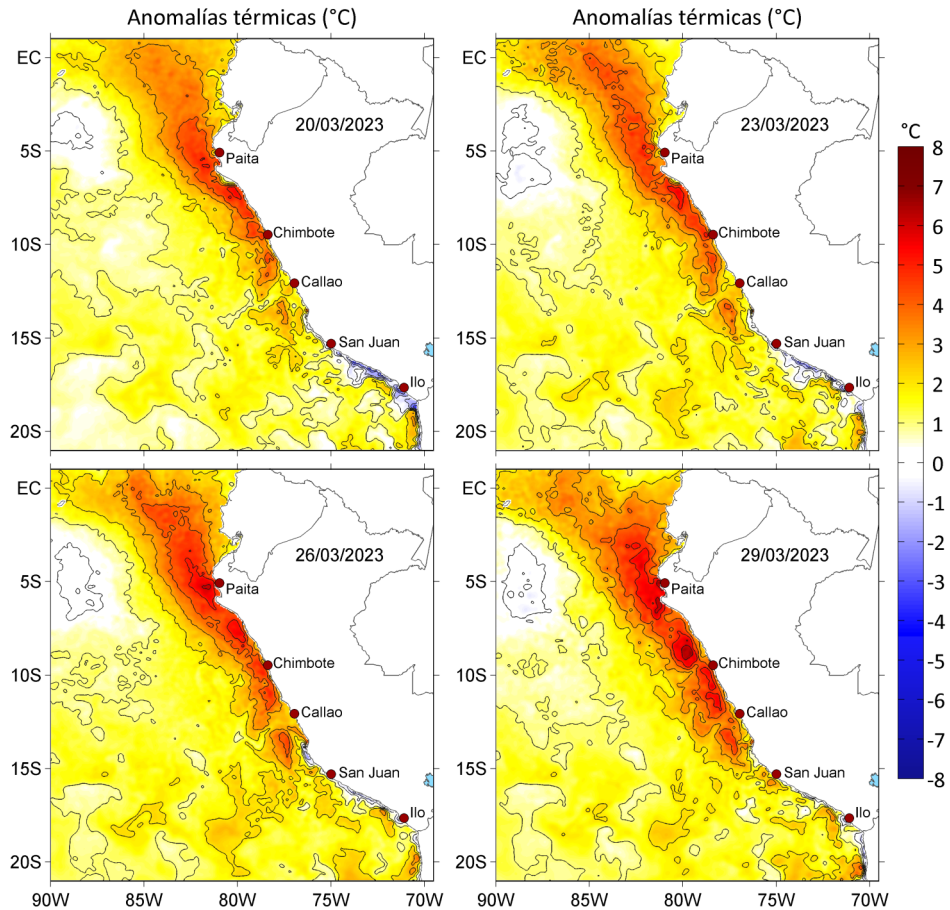 Anomalías térmicas (°C)
Anomalías térmicas (°C)
EC
5S
10S
15S
20S
20/03/2023
Paita
Chimbote
Callao
San Juan
Ilo
EC
5S
10S
15S
20S
23/03/2023
Paita
Chimbote
Callao
San Juan
Ilo
EC
5S
10S
15S
20S
26/03/2023
Paita
Chimbote
Callao
San Juan
Ilo
90W 85W 80W 75W 70W
EC
5S
10S
15S
20S
29/03/2023
Paita
Chimbote
Callao
San Juan
Ilo
90W 85W 80W 75W 70W
°C
8
7
6
5
4
3
2
1
0
-1
-2
-3
-4
-5
-6
-7
-8